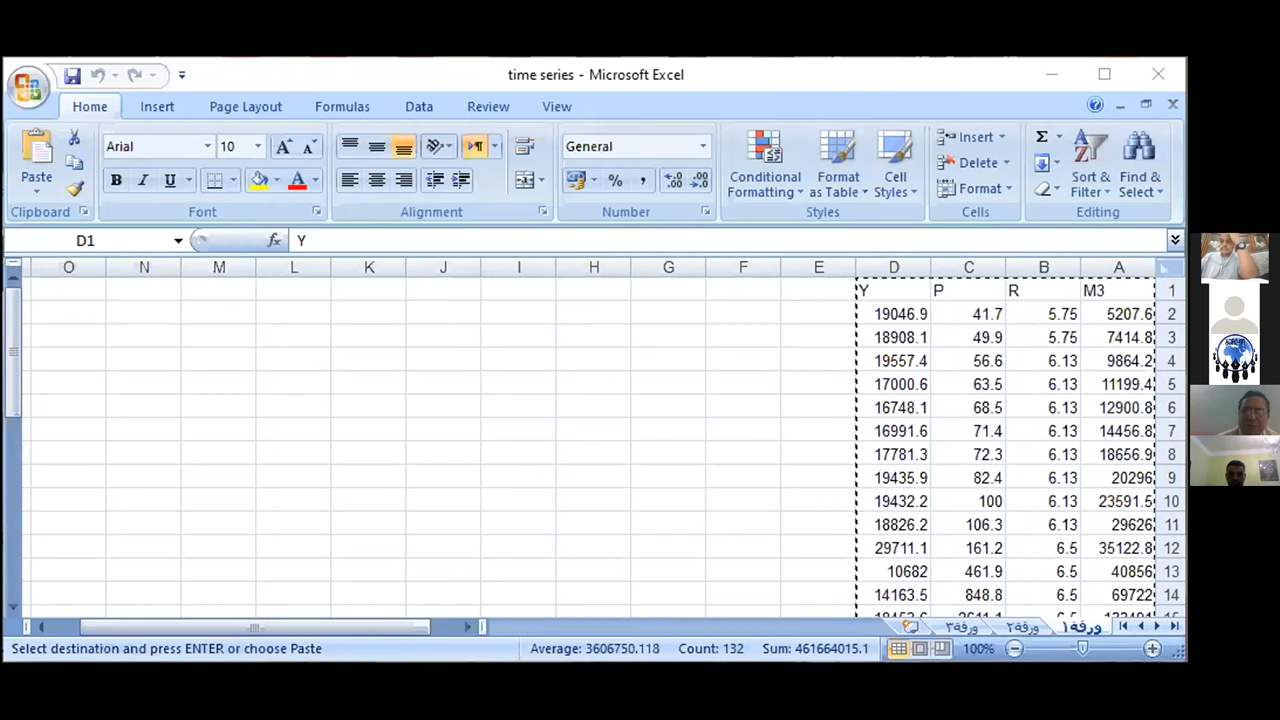 time series - Microsoft Excel
Home Insert Page Layout Formulas Data Review View
Paste
Arial 10
B I U A
General
% ,
Conditional Formatting
Format as Table
Cell Styles
Insert
Delete
Format
Σ
Sort & Filter
Find & Select
Clipboard Font Alignment Number Styles Cells Editing
D1 fx Y
O N M L K J I H G F E D C B A
Y P R M3 1
19046.9 41.7 5.75 5207.6 2
18908.1 49.9 5.75 7414.8 3
19557.4 56.6 6.13 9864.2 4
17000.6 63.5 6.13 11199.4 5
16748.1 68.5 6.13 12900.8 6
16991.6 71.4 6.13 14456.8 7
17781.3 72.3 6.13 18656.9 8
19435.9 82.4 6.13 20296 9
19432.2 100 6.13 23591.5 10
18826.2 106.3 6.13 29626 11
29711.1 161.2 6.5 35122.8 12
10682 461.9 6.5 40856 13
14163.5 848.8 6.5 69722 14
ورقة١ ورقة٢ ورقة٣
Select destination and press ENTER or choose Paste Average: 3606750.118 Count: 132 Sum: 461664015.1 100%